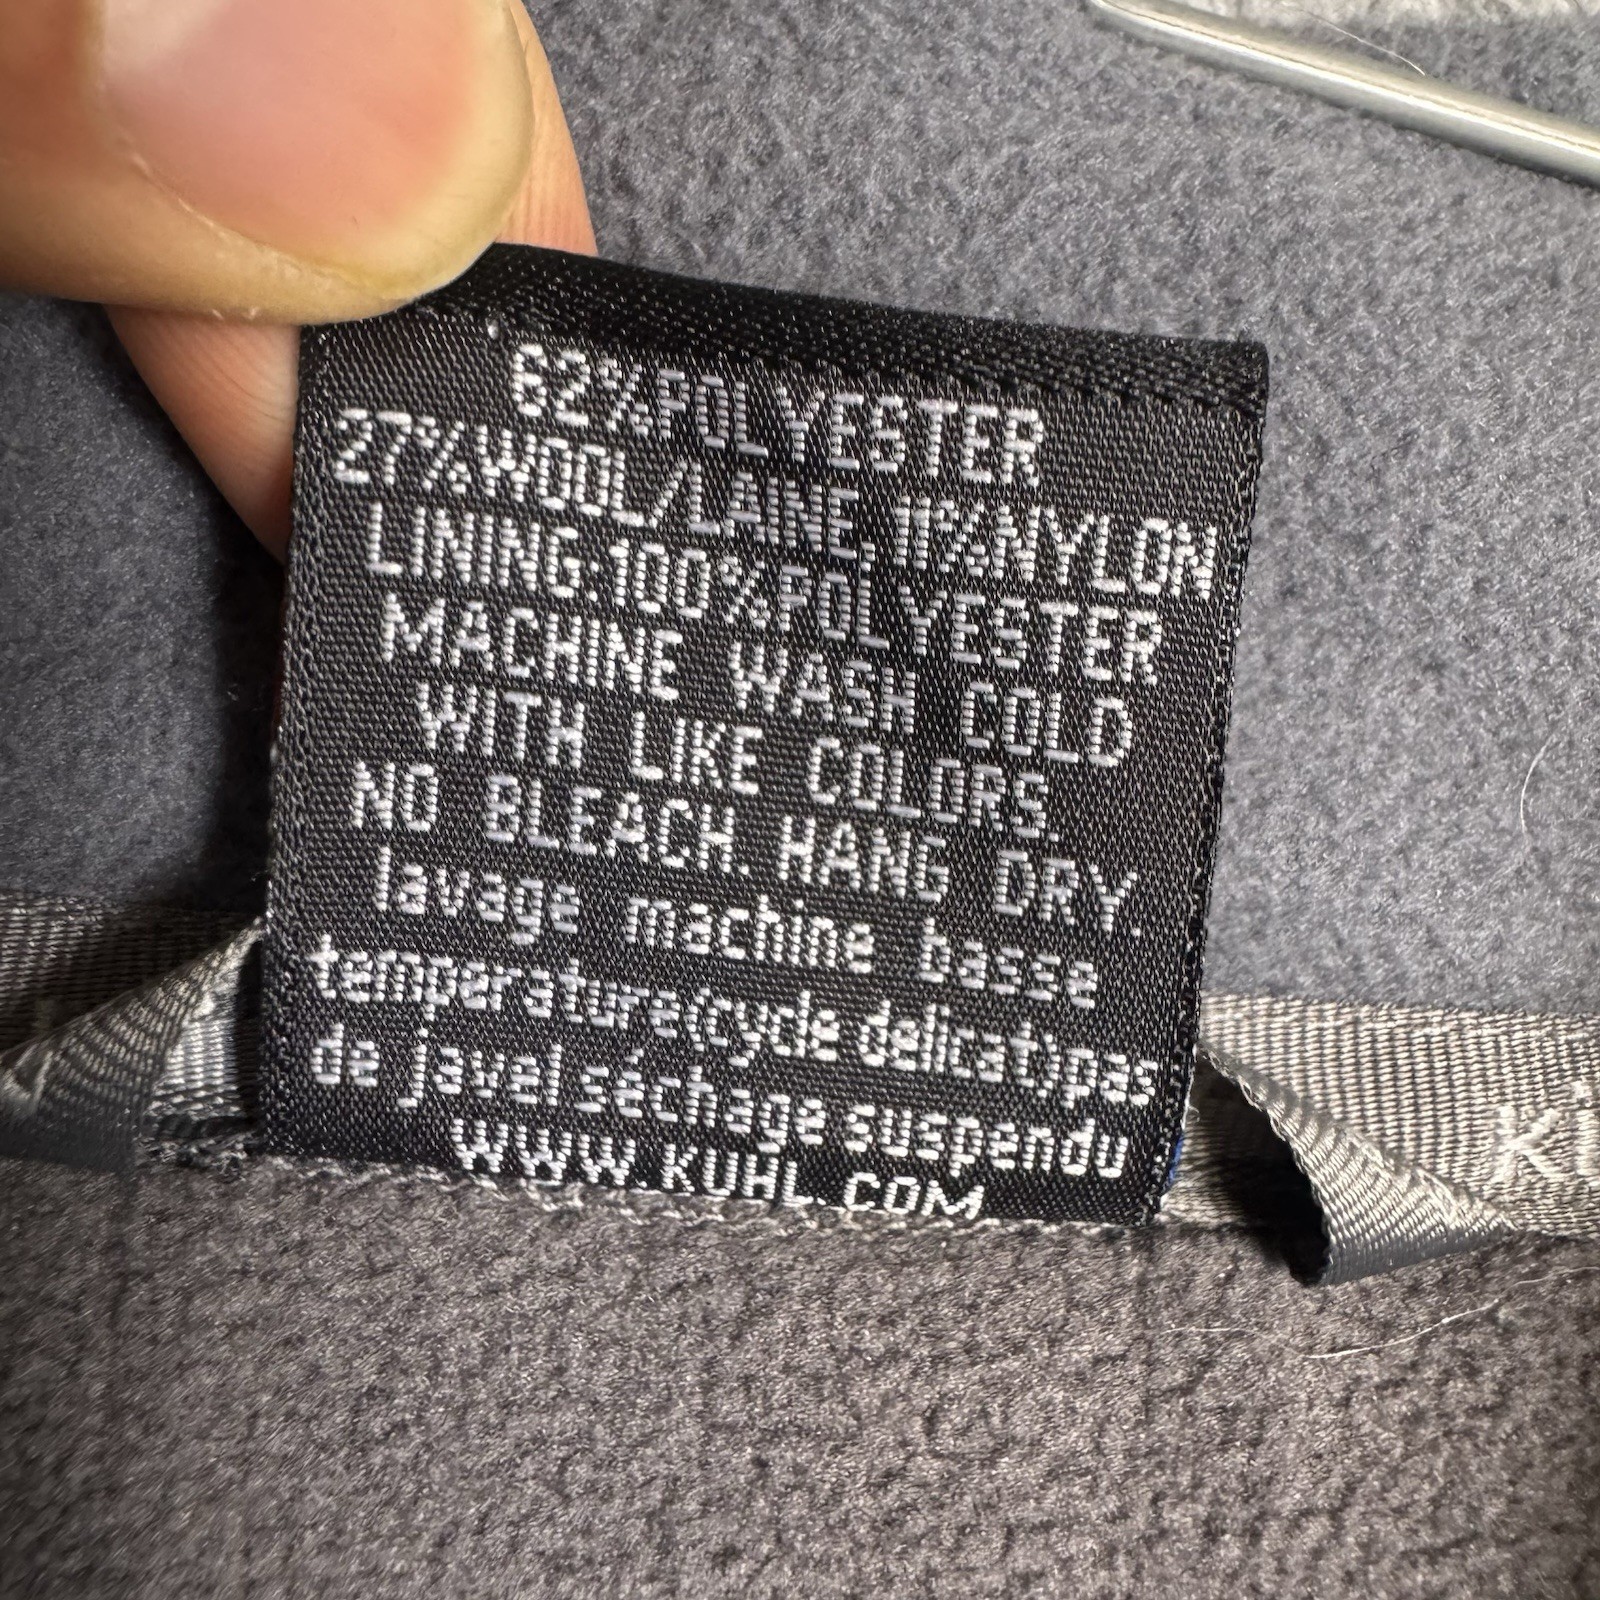 62%POLYESTER
27%WOOL/LAINE, 11%NYLON
LINING:100%POLYESTER
MACHINE WASH COLD
WITH LIKE COLORS.
NO BLEACH. HANG DRY.
lavage machine basse
temperature(cycle delicat)pas
de javel séchage suspendu
WWW.KUHL.COM